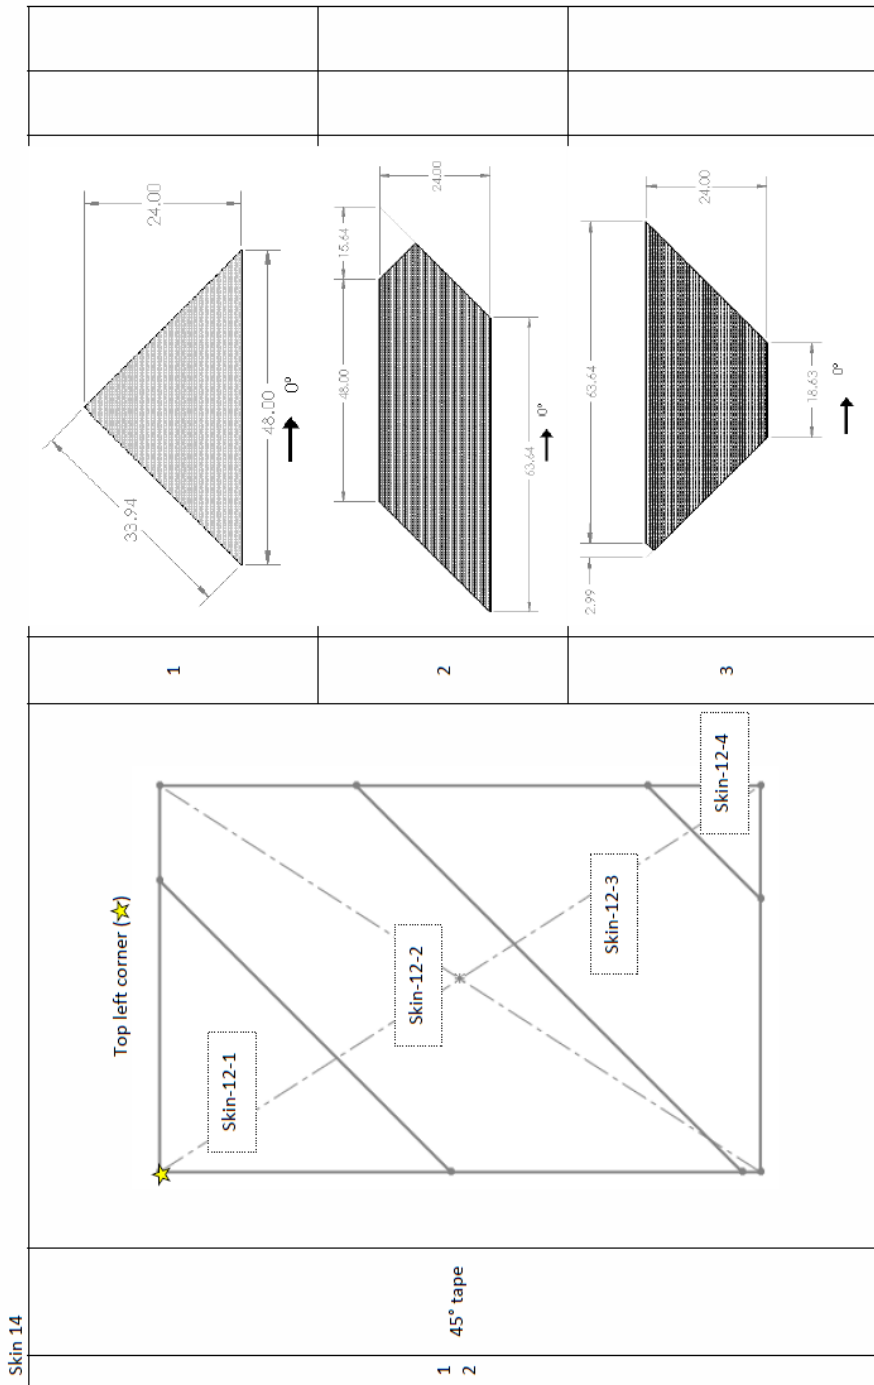 Skin 14
1
2
45° tape
Top left corner (
)
Skin-12-1
Skin-12-2
Skin-12-3
Skin-12-4
1
33.94
24.00
48.00
0°
2
15.64
48.00
24.00
63.64
0°
3
63.64
2.99
24.00
18.63
0°